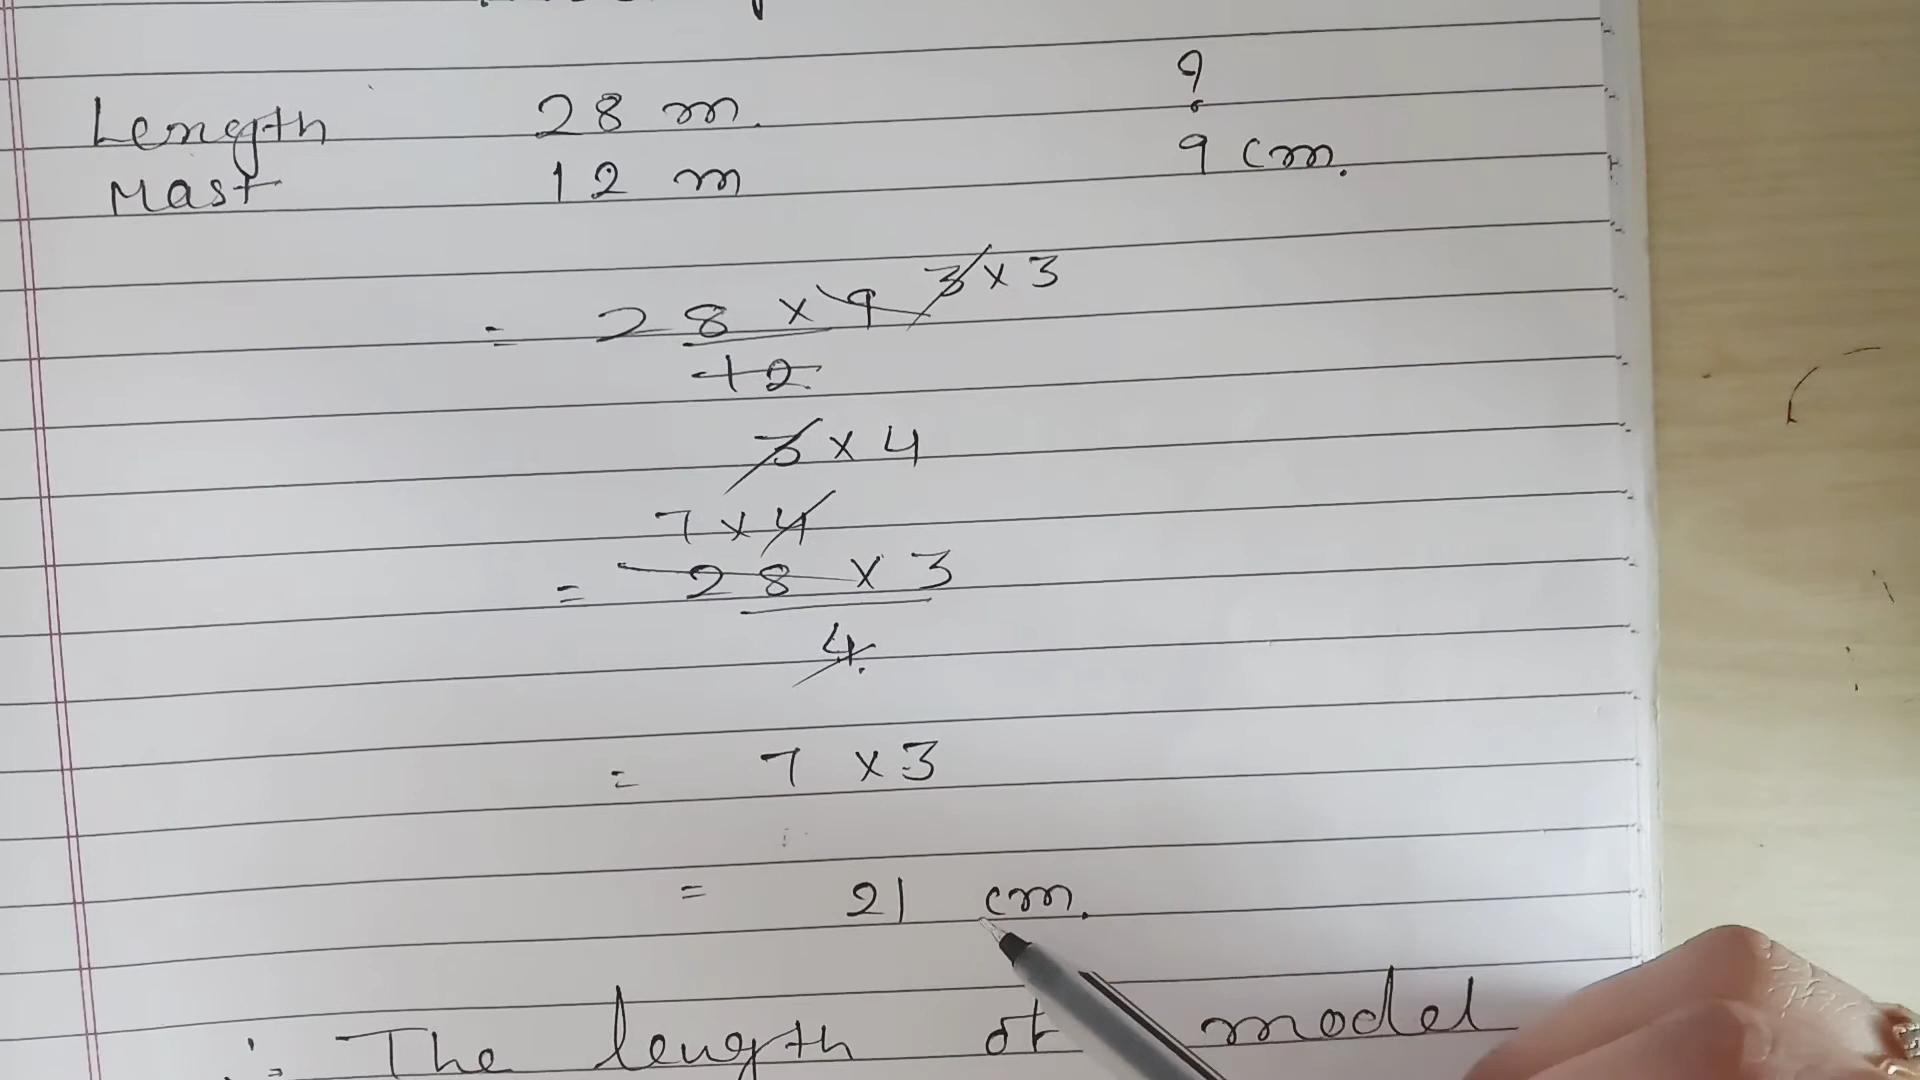 Length 28 m. ?
Mast 12 m 9 cm.
= 28 x 9 3 x 3
12
3 x 4
7 x 4
= 28 x 3
4.
= 7 x 3
= 21 cm.
∴ The length of model